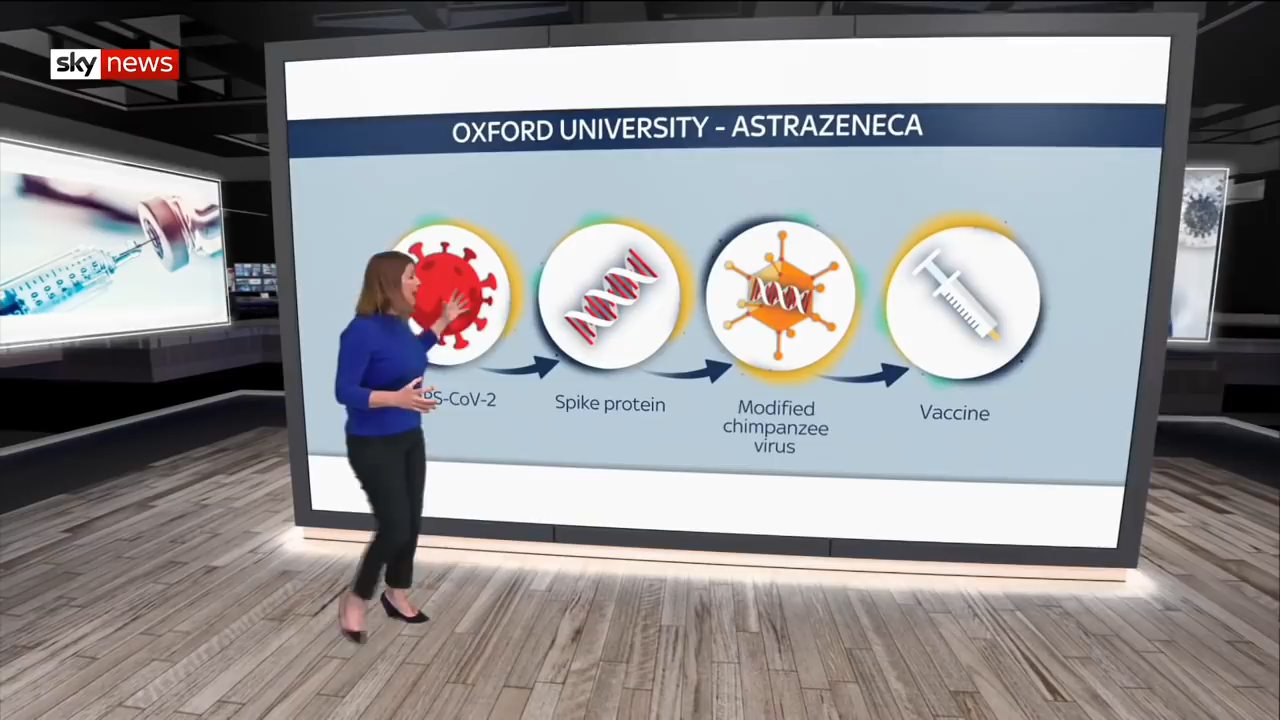 sky news
OXFORD UNIVERSITY - ASTRAZENECA
RS-CoV-2
Spike protein
Modified
chimpanzee
virus
Vaccine